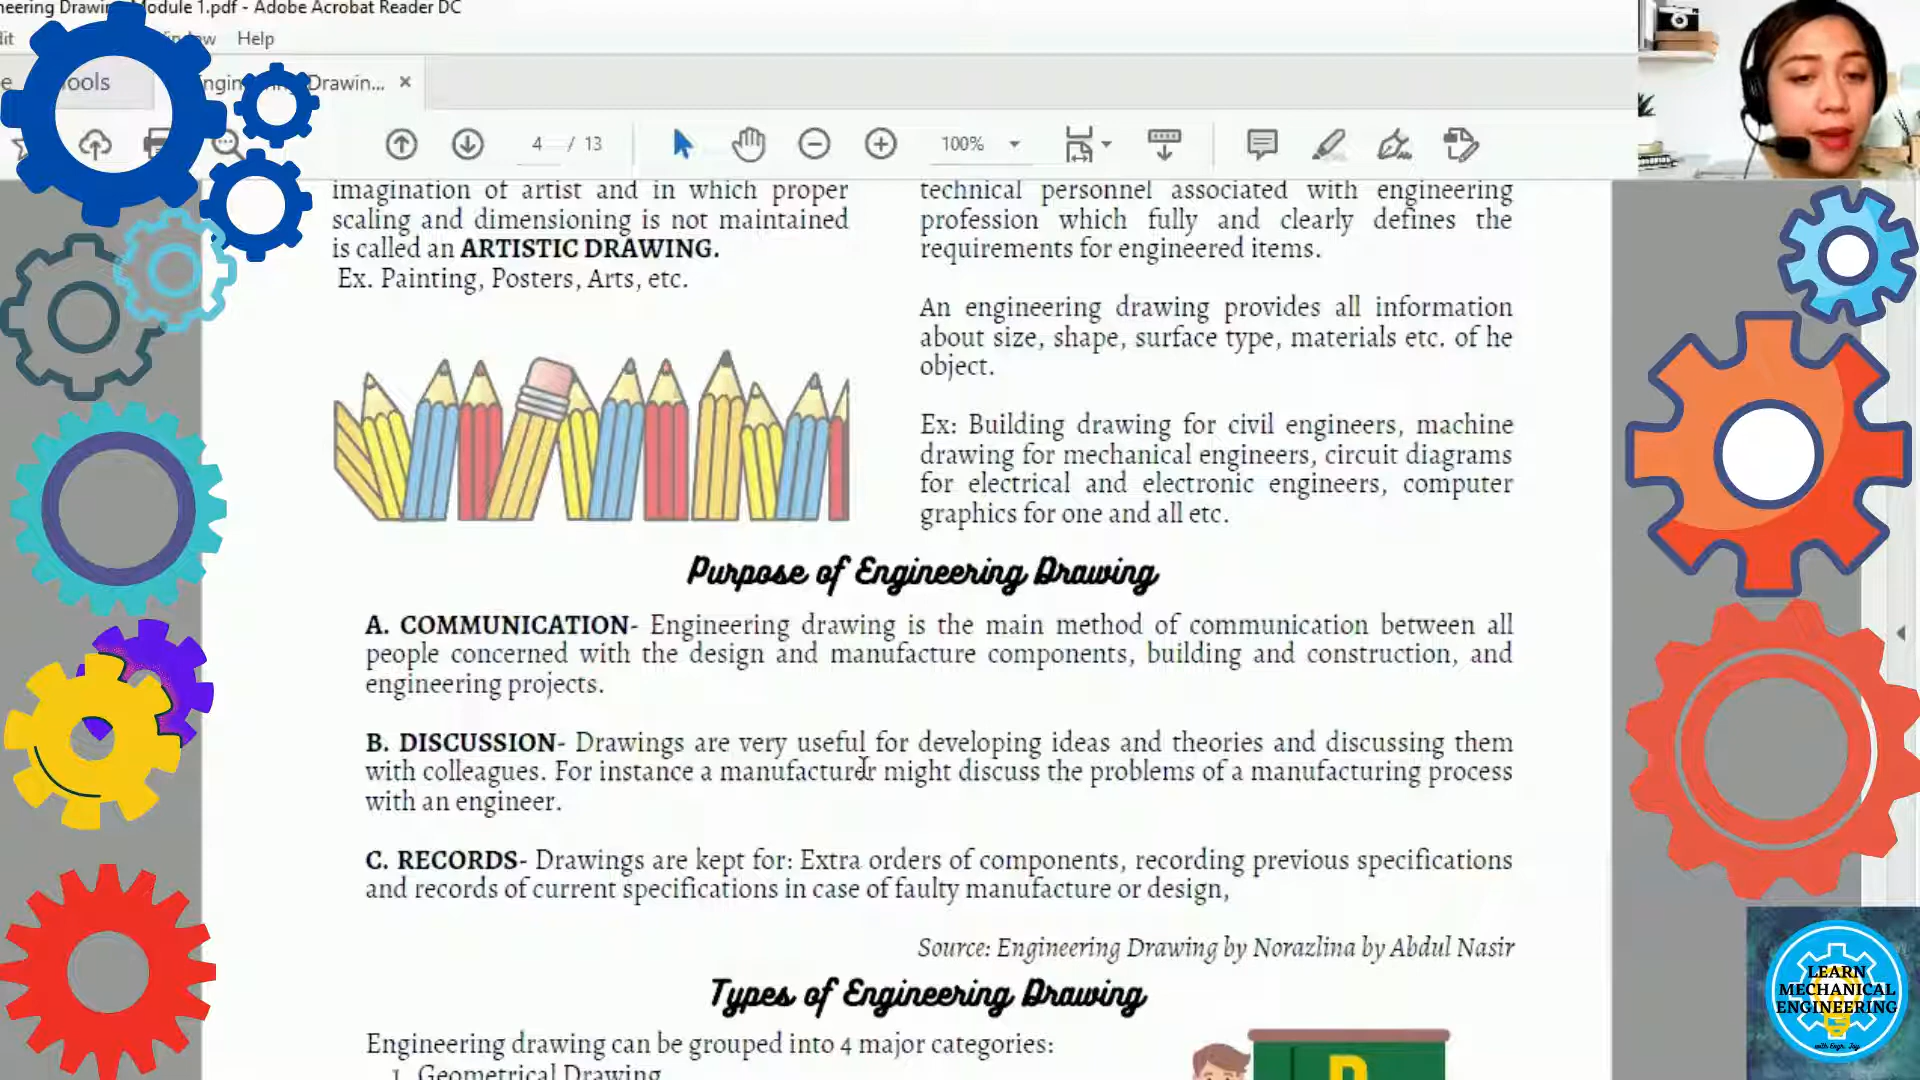 neering Drawin Module 1.pdf - Adobe Acrobat Reader DC
dit indow Help
e ools nginee Drawin... ×
4 / 13 100%
imagination of artist and in which proper
scaling and dimensioning is not maintained
is called an ARTISTIC DRAWING.
Ex. Painting, Posters, Arts, etc.
technical personnel associated with engineering
profession which fully and clearly defines the
requirements for engineered items.
An engineering drawing provides all information
about size, shape, surface type, materials etc. of he
object.
Ex: Building drawing for civil engineers, machine
drawing for mechanical engineers, circuit diagrams
for electrical and electronic engineers, computer
graphics for one and all etc.
Purpose of Engineering Drawing
A. COMMUNICATION- Engineering drawing is the main method of communication between all
people concerned with the design and manufacture components, building and construction, and
engineering projects.
B. DISCUSSION- Drawings are very useful for developing ideas and theories and discussing them
with colleagues. For instance a manufacturer might discuss the problems of a manufacturing process
with an engineer.
C. RECORDS- Drawings are kept for: Extra orders of components, recording previous specifications
and records of current specifications in case of faulty manufacture or design,
Source: Engineering Drawing by Norazlina by Abdul Nasir
Types of Engineering Drawing
Engineering drawing can be grouped into 4 major categories:
1. Geometrical Drawing
LEARN
MECHANICAL
ENGINEERING
with Engr. Joy